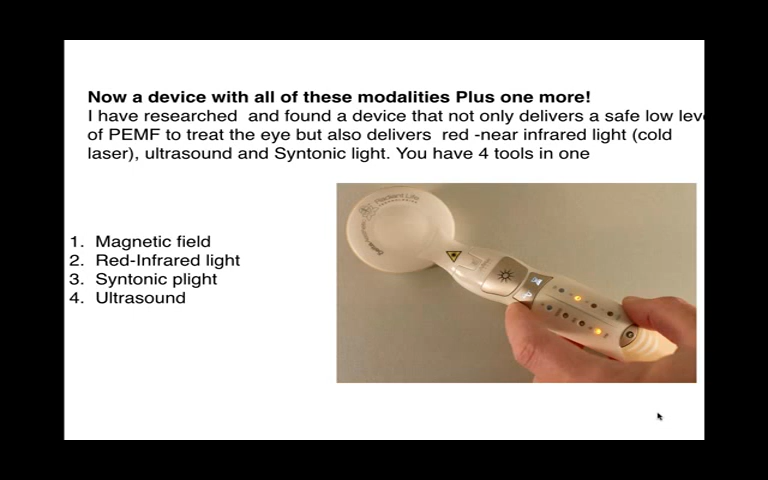 Now a device with all of these modalities Plus one more!
I have researched and found a device that not only delivers a safe low leve
of PEMF to treat the eye but also delivers red -near infrared light (cold
laser), ultrasound and Syntonic light. You have 4 tools in one
1. Magnetic field
2. Red-Infrared light
3. Syntonic plight
4. Ultrasound
Radiant Life